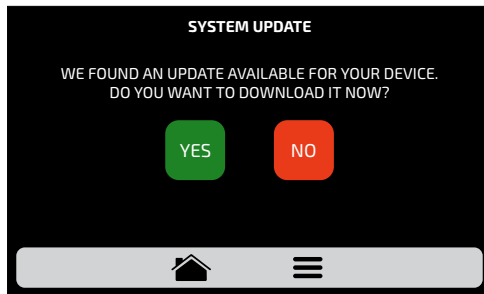 SYSTEM UPDATE
WE FOUND AN UPDATE AVAILABLE FOR YOUR DEVICE.
DO YOU WANT TO DOWNLOAD IT NOW?
YES NO